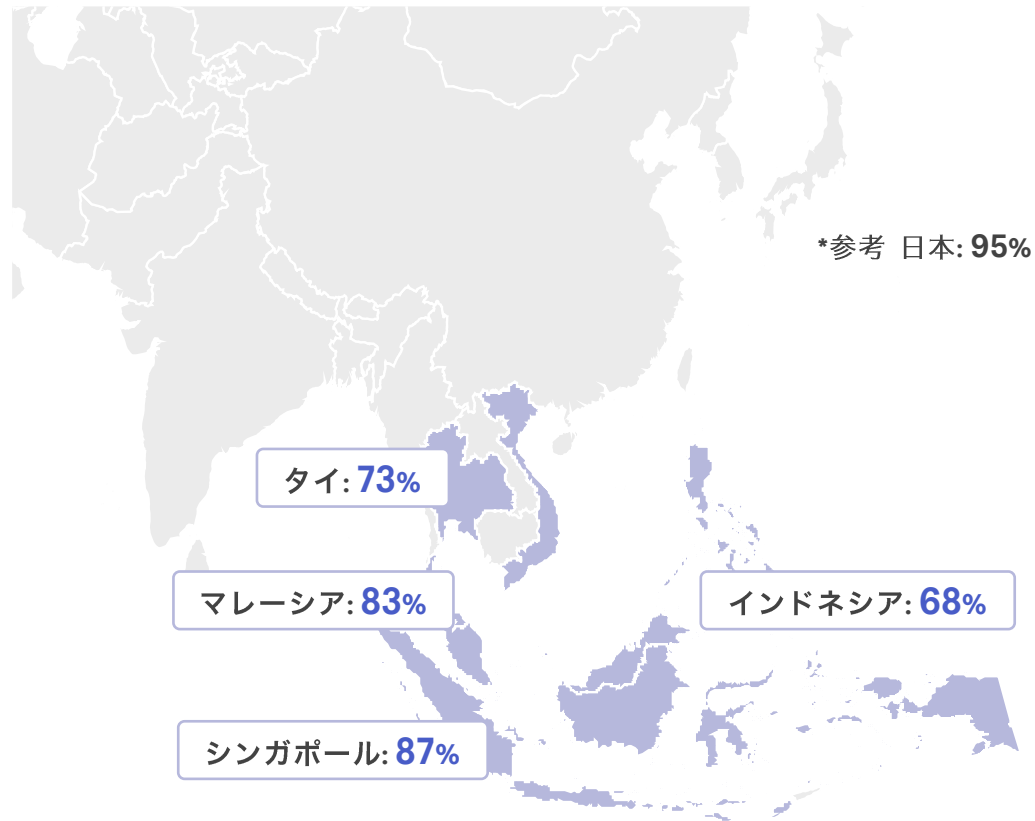 *参考 日本: 95%
タイ: 73%
マレーシア: 83%
インドネシア: 68%
シンガポール: 87%